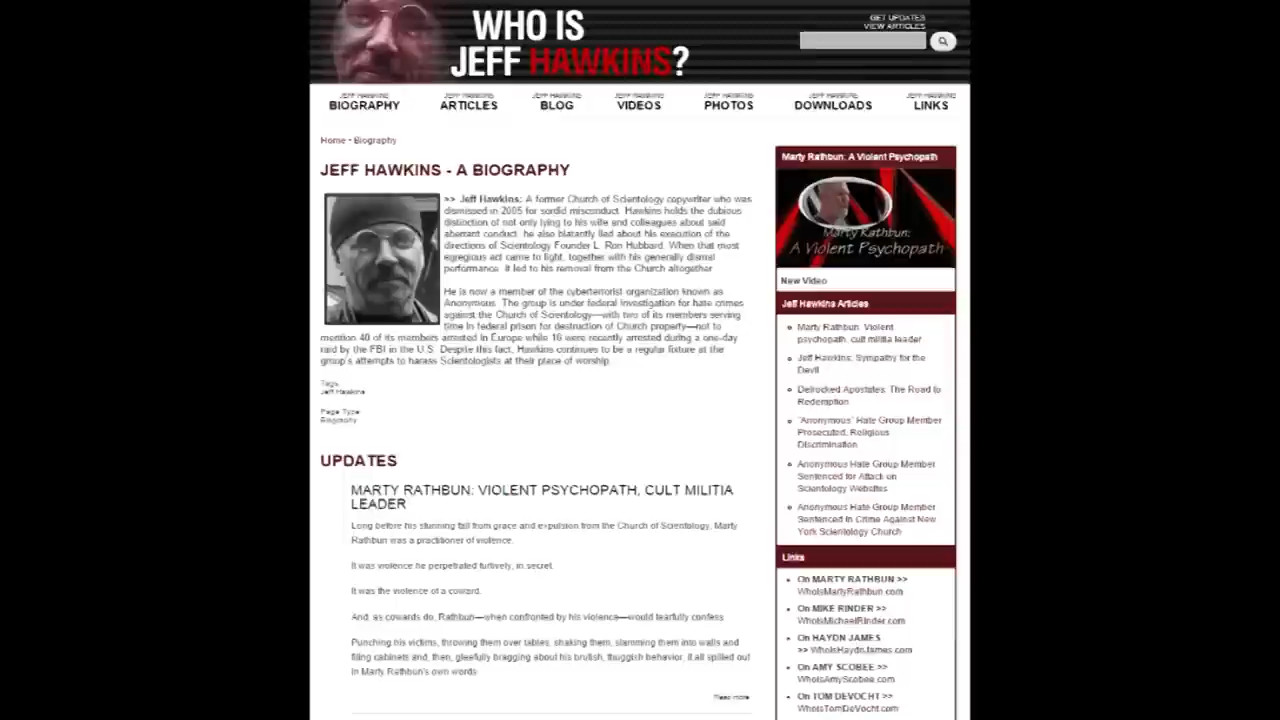 WHO IS
JEFF HAWKINS?
GET UPDATES
VIEW ARTICLES
JEFF HAWKINS
BIOGRAPHY
JEFF HAWKINS
ARTICLES
JEFF HAWKINS
BLOG
JEFF HAWKINS
VIDEOS
JEFF HAWKINS
PHOTOS
JEFF HAWKINS
DOWNLOADS
JEFF HAWKINS
LINKS
Home • Biography
JEFF HAWKINS - A BIOGRAPHY
>> Jeff Hawkins: A former Church of Scientology copywriter who was
dismissed in 2005 for sordid misconduct. Hawkins holds the dubious
distinction of not only lying to his wife and colleagues about said
aberrant conduct, he also blatantly lied about his execution of the
directions of Scientology Founder L. Ron Hubbard. When that most
egregious act came to light, together with his generally dismal
performance, it led to his removal from the Church altogether.
He is now a member of the cyberterrorist organization known as
Anonymous. The group is under federal investigation for hate crimes
against the Church of Scientology—with two of its members serving
time in federal prison for destruction of Church property—not to
mention 40 of its members arrested in Europe while 16 were recently arrested during a one-day
raid by the FBI in the U.S. Despite this fact, Hawkins continues to be a regular fixture at the
group's attempts to harass Scientologists at their place of worship.
Tags:
Jeff Hawkins
Page Type:
Biography
UPDATES
MARTY RATHBUN: VIOLENT PSYCHOPATH, CULT MILITIA
LEADER
Long before his stunning fall from grace and expulsion from the Church of Scientology, Marty
Rathbun was a practitioner of violence.
It was violence he perpetrated furtively, in secret.
It was the violence of a coward.
And, as cowards do, Rathbun—when confronted by his violence—would tearfully confess.
Punching his victims, throwing them over tables, shaking them, slamming them into walls and
filing cabinets and, then, gleefully bragging about his brutish, thuggish behavior, it all spilled out
in Marty Rathbun's own words
Read more
Marty Rathbun: A Violent Psychopath
Marty Rathbun:
A Violent Psychopath
New Video
Jeff Hawkins Articles
Marty Rathbun: Violent
psychopath, cult militia leader
Jeff Hawkins: Sympathy for the
Devil
Defrocked Apostates: The Road to
Redemption
"Anonymous" Hate Group Member
Prosecuted, Religious
Discrimination
Anonymous Hate Group Member
Sentenced for Attack on
Scientology Websites
Anonymous Hate Group Member
Sentenced in Crime Against New
York Scientology Church
Links
On MARTY RATHBUN >>
WhoIsMartyRathbun.com
On MIKE RINDER >>
WhoIsMichaelRinder.com
On HAYDN JAMES
>> WhoIsHaydnJames.com
On AMY SCOBEE >>
WhoIsAmyScobee.com
On TOM DEVOCHT >>
WhoIsTomDeVocht.com